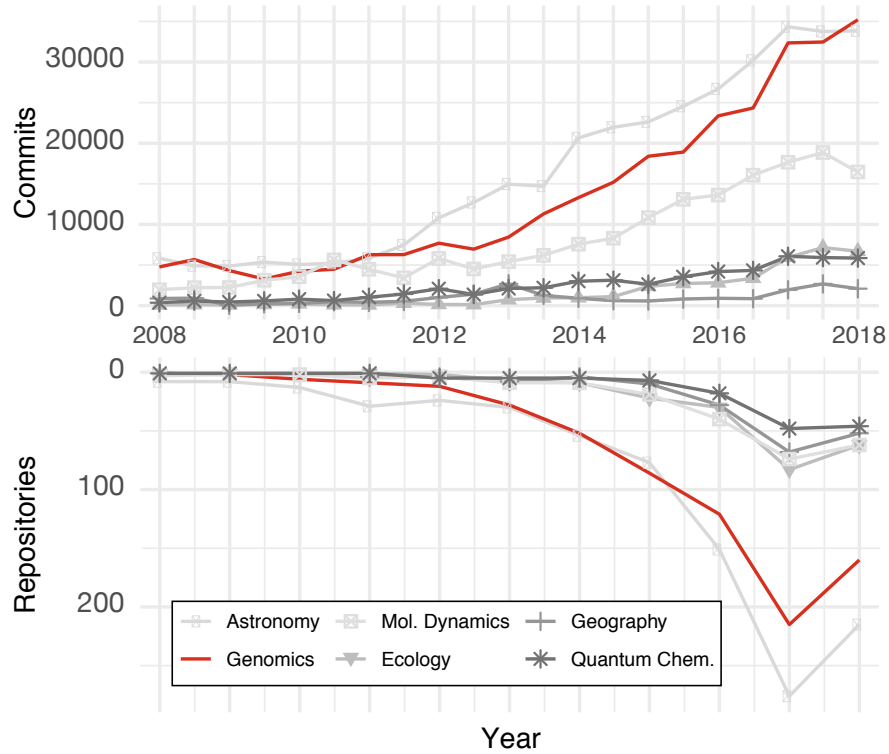 30000
20000
10000
0
Commits
2008 2010 2012 2014 2016 2018
0
100
200
Repositories
Astronomy Mol. Dynamics Geography
Genomics Ecology Quantum Chem.
Year